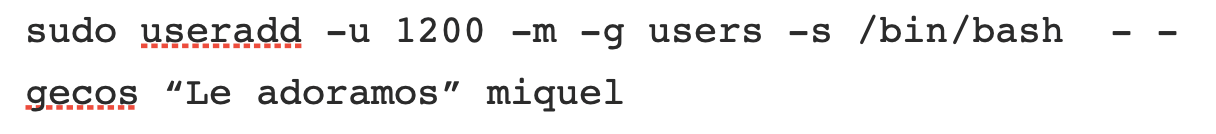 sudo useradd -u 1200 -m -g users -s /bin/bash  - -
gecos “Le adoramos” miquel